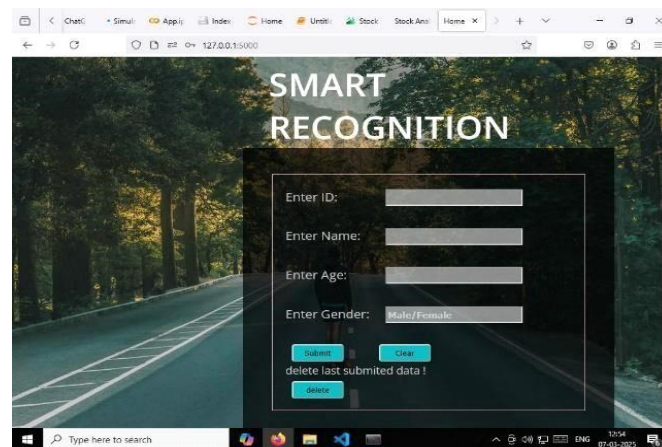 ChatG Simul App.ip Index Home Untitl Stock Stock Ana Home
127.0.0.1:5000
SMART
RECOGNITION
Enter ID:
Enter Name:
Enter Age:
Enter Gender: Male/Female
Submit Clear
delete last submited data !
delete
Type here to search ENG 12:54
07-03-2025